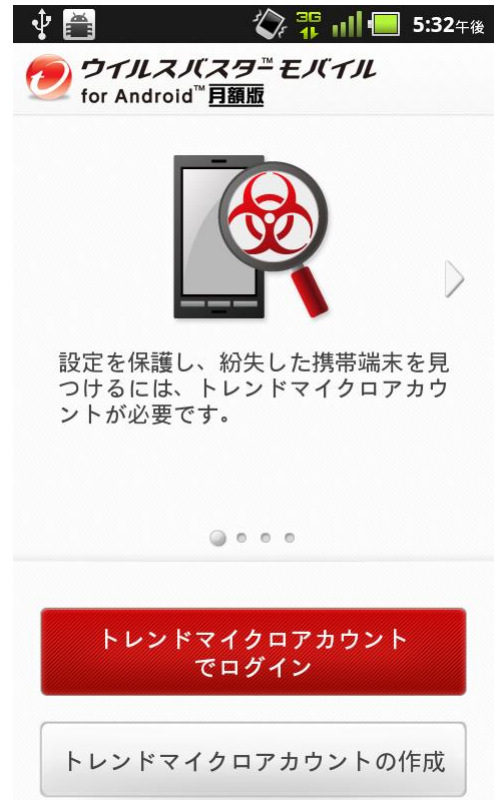 3G 5:32午後
ウイルスバスター™モバイル
for Android™ 月額版
設定を保護し、紛失した携帯端末を見
つけるには、トレンドマイクロアカウ
ントが必要です。
トレンドマイクロアカウント
でログイン
トレンドマイクロアカウントの作成